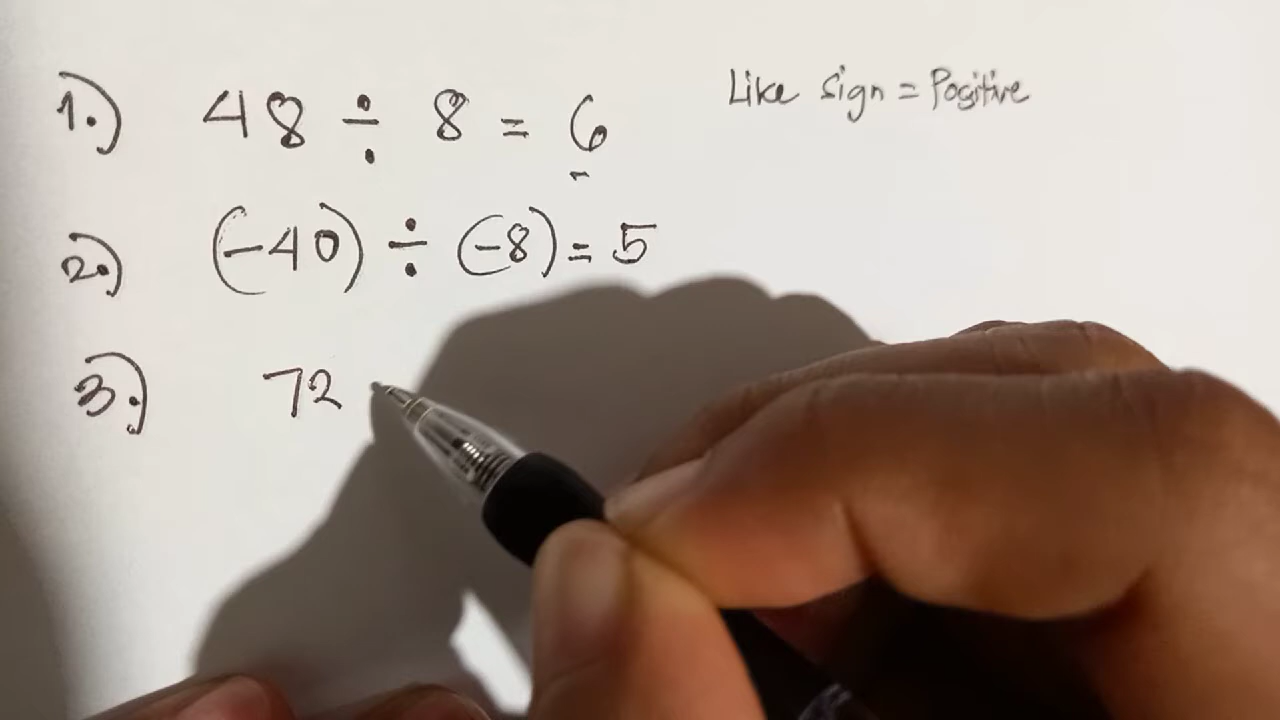 1.) 48 ÷ 8 = 6
Like sign = Positive
2.) (-40) ÷ (-8) = 5
3.) 72